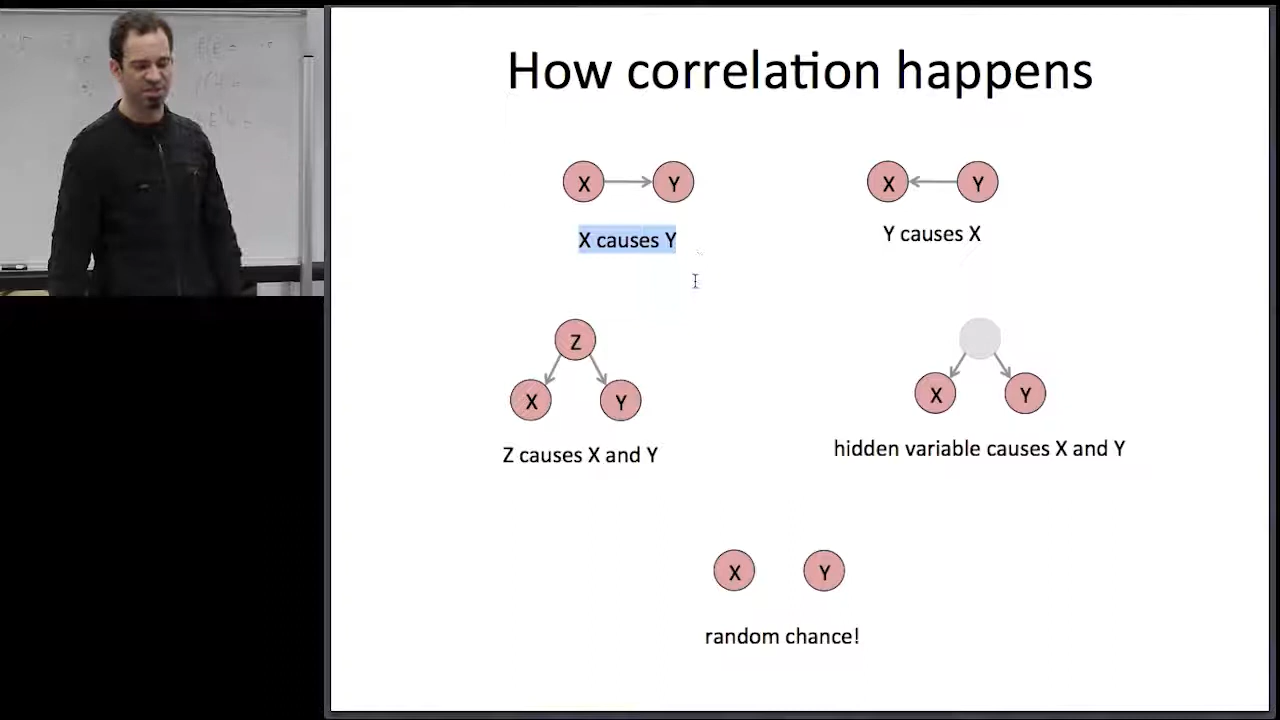 How correlation happens
X Y
X causes Y
X Y
Y causes X
Z
X Y
Z causes X and Y
X Y
hidden variable causes X and Y
X Y
random chance!